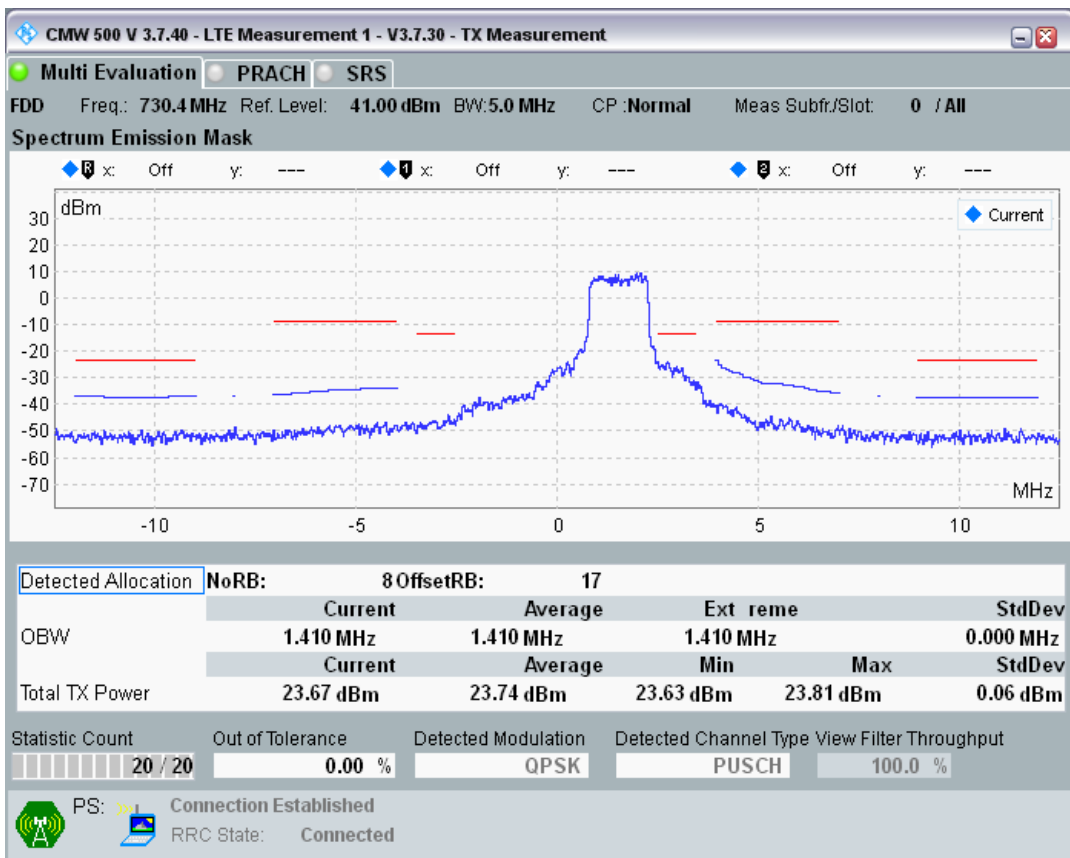 CMW 500 V 3.7.40 - LTE Measurement 1 - V3.7.30 - TX Measurement
Multi Evaluation PRACH SRS
FDD Freq.: 730.4 MHz Ref. Level: 41.00 dBm BW:5.0 MHz CP :Normal Meas Subfr./Slot: 0 / All
Spectrum Emission Mask
R x: Off y: --- 1 x: Off y: --- 2 x: Off y: ---
dBm
Current
30
20
10
0
-10
-20
-30
-40
-50
-60
-70
MHz
-10 -5 0 5 10
Detected Allocation NoRB: 8 OffsetRB: 17
Current Average Ext reme StdDev
OBW 1.410 MHz 1.410 MHz 1.410 MHz 0.000 MHz
Current Average Min Max StdDev
Total TX Power 23.67 dBm 23.74 dBm 23.63 dBm 23.81 dBm 0.06 dBm
Statistic Count Out of Tolerance Detected Modulation Detected Channel Type View Filter Throughput
20 / 20 0.00 % QPSK PUSCH 100.0 %
PS: Connection Established
RRC State: Connected